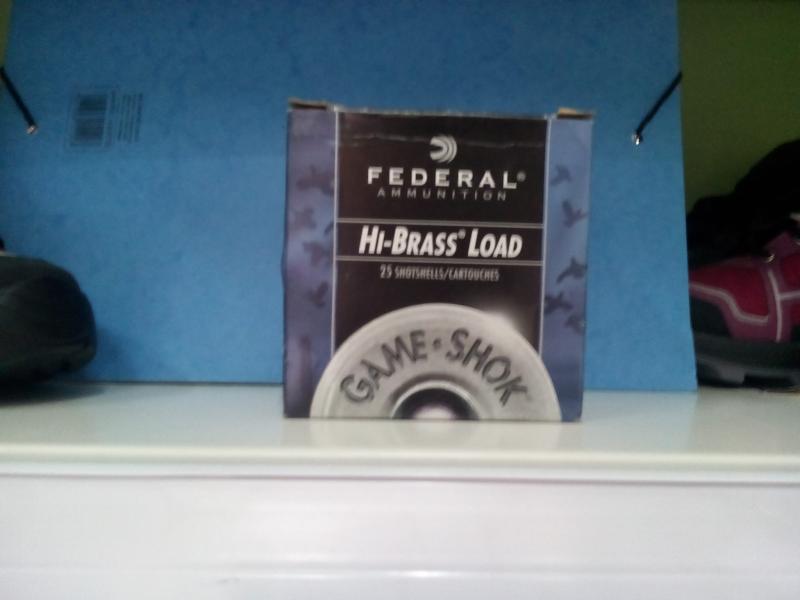 FEDERAL®
AMMUNITION
HI-BRASS® LOAD
25 SHOTSHELLS/CARTOUCHES
GAME•SHOK